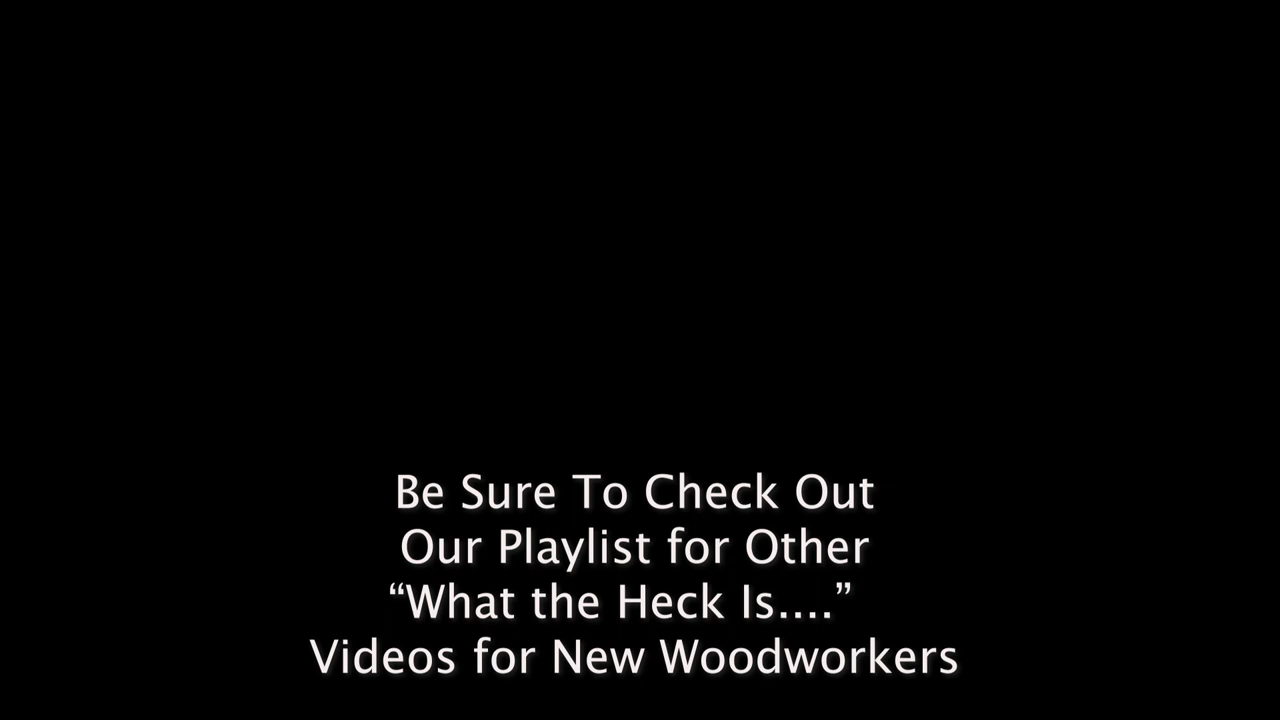 Be Sure To Check Out
Our Playlist for Other
“What the Heck Is....”
Videos for New Woodworkers